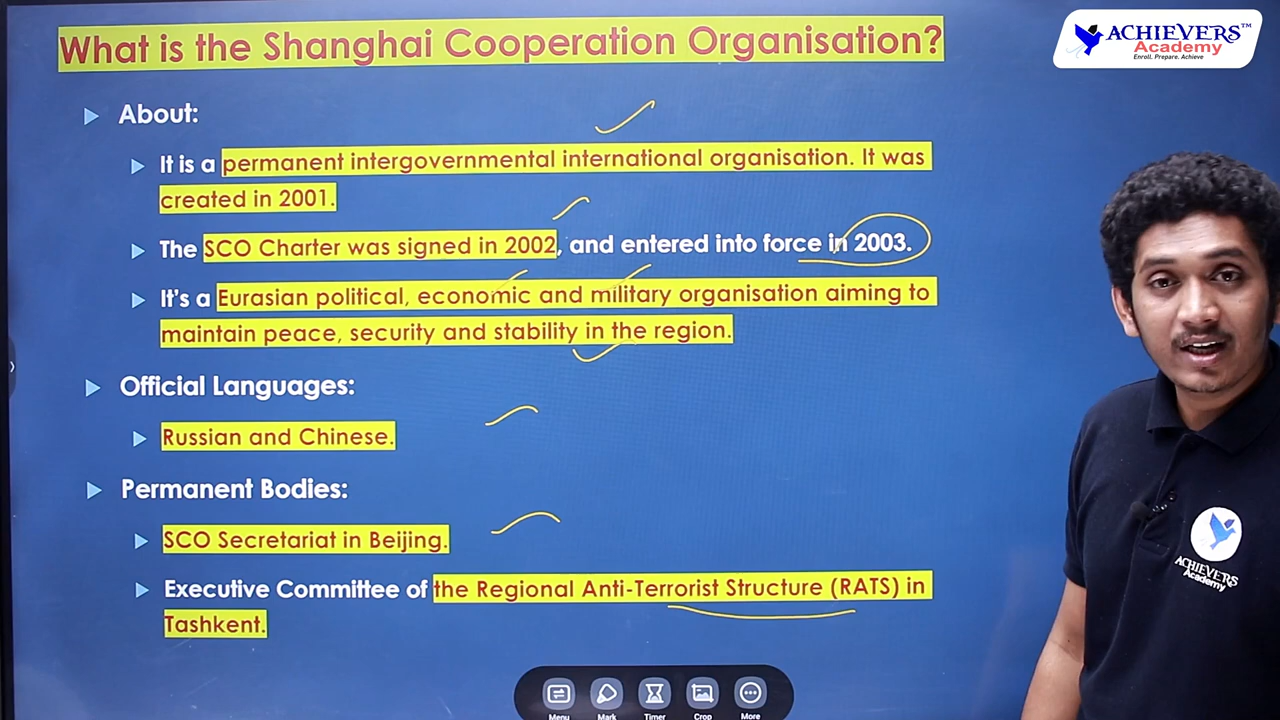 What is the Shanghai Cooperation Organisation?
ACHIEVERS™
Academy
Enroll. Prepare. Achieve
About:
It is a permanent intergovernmental international organisation. It was
created in 2001.
The SCO Charter was signed in 2002, and entered into force in 2003.
It's a Eurasian political, economic and military organisation aiming to
maintain peace, security and stability in the region.
Official Languages:
Russian and Chinese.
Permanent Bodies:
SCO Secretariat in Beijing.
Executive Committee of the Regional Anti-Terrorist Structure (RATS) in
Tashkent.
ACHIEVERS
Academy
Menu Mark Timer Crop More